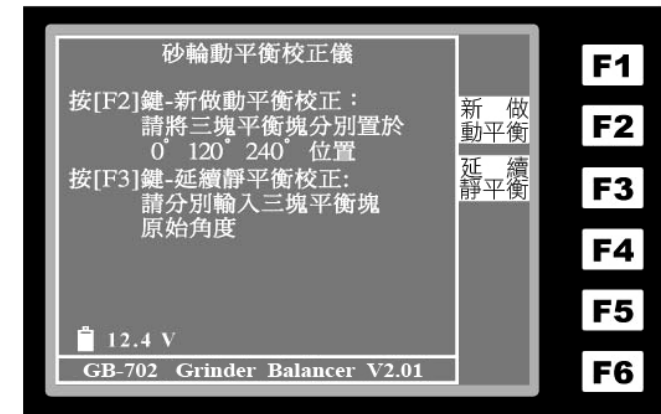 砂輪動平衡校正儀
按[F2]鍵-新做動平衡校正：
請將三塊平衡塊分別置於
0° 120° 240° 位置
按[F3]鍵-延續靜平衡校正:
請分別輸入三塊平衡塊
原始角度
12.4 V
GB-702 Grinder Balancer V2.01
新 做
動平衡
延 續
靜平衡
F1
F2
F3
F4
F5
F6